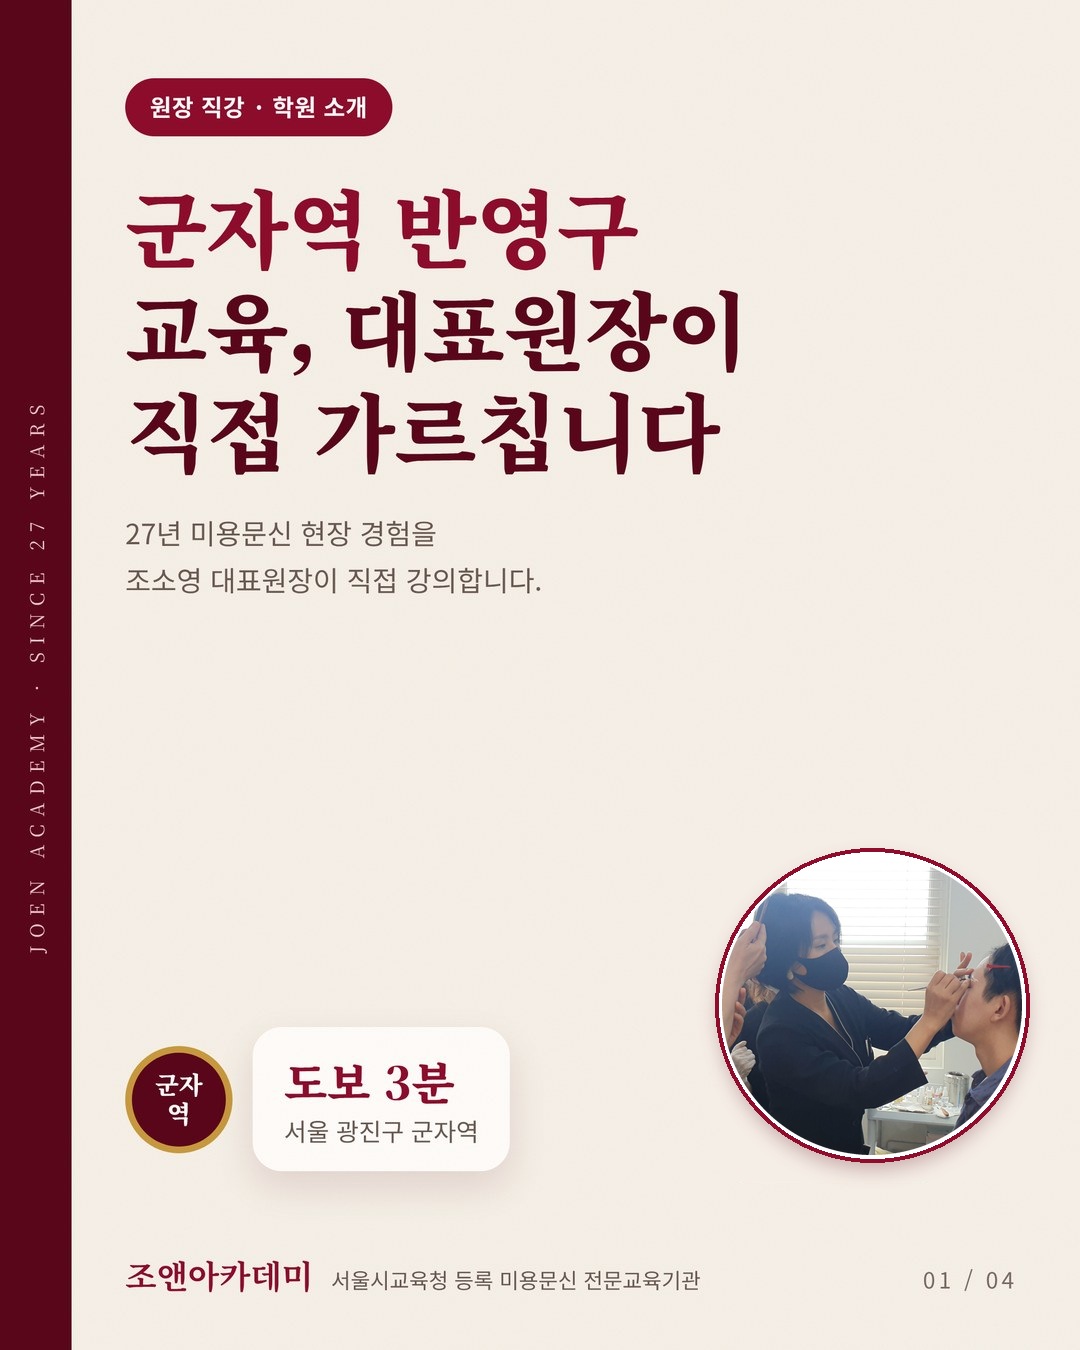 원장 직강 · 학원 소개
군자역 반영구
교육, 대표원장이
직접 가르칩니다
27년 미용문신 현장 경험을
조소영 대표원장이 직접 강의합니다.
JOEN ACADEMY · SINCE 27 YEARS
군자
역
도보 3분
서울 광진구 군자역
조앤아카데미 서울시교육청 등록 미용문신 전문교육기관
01 / 04